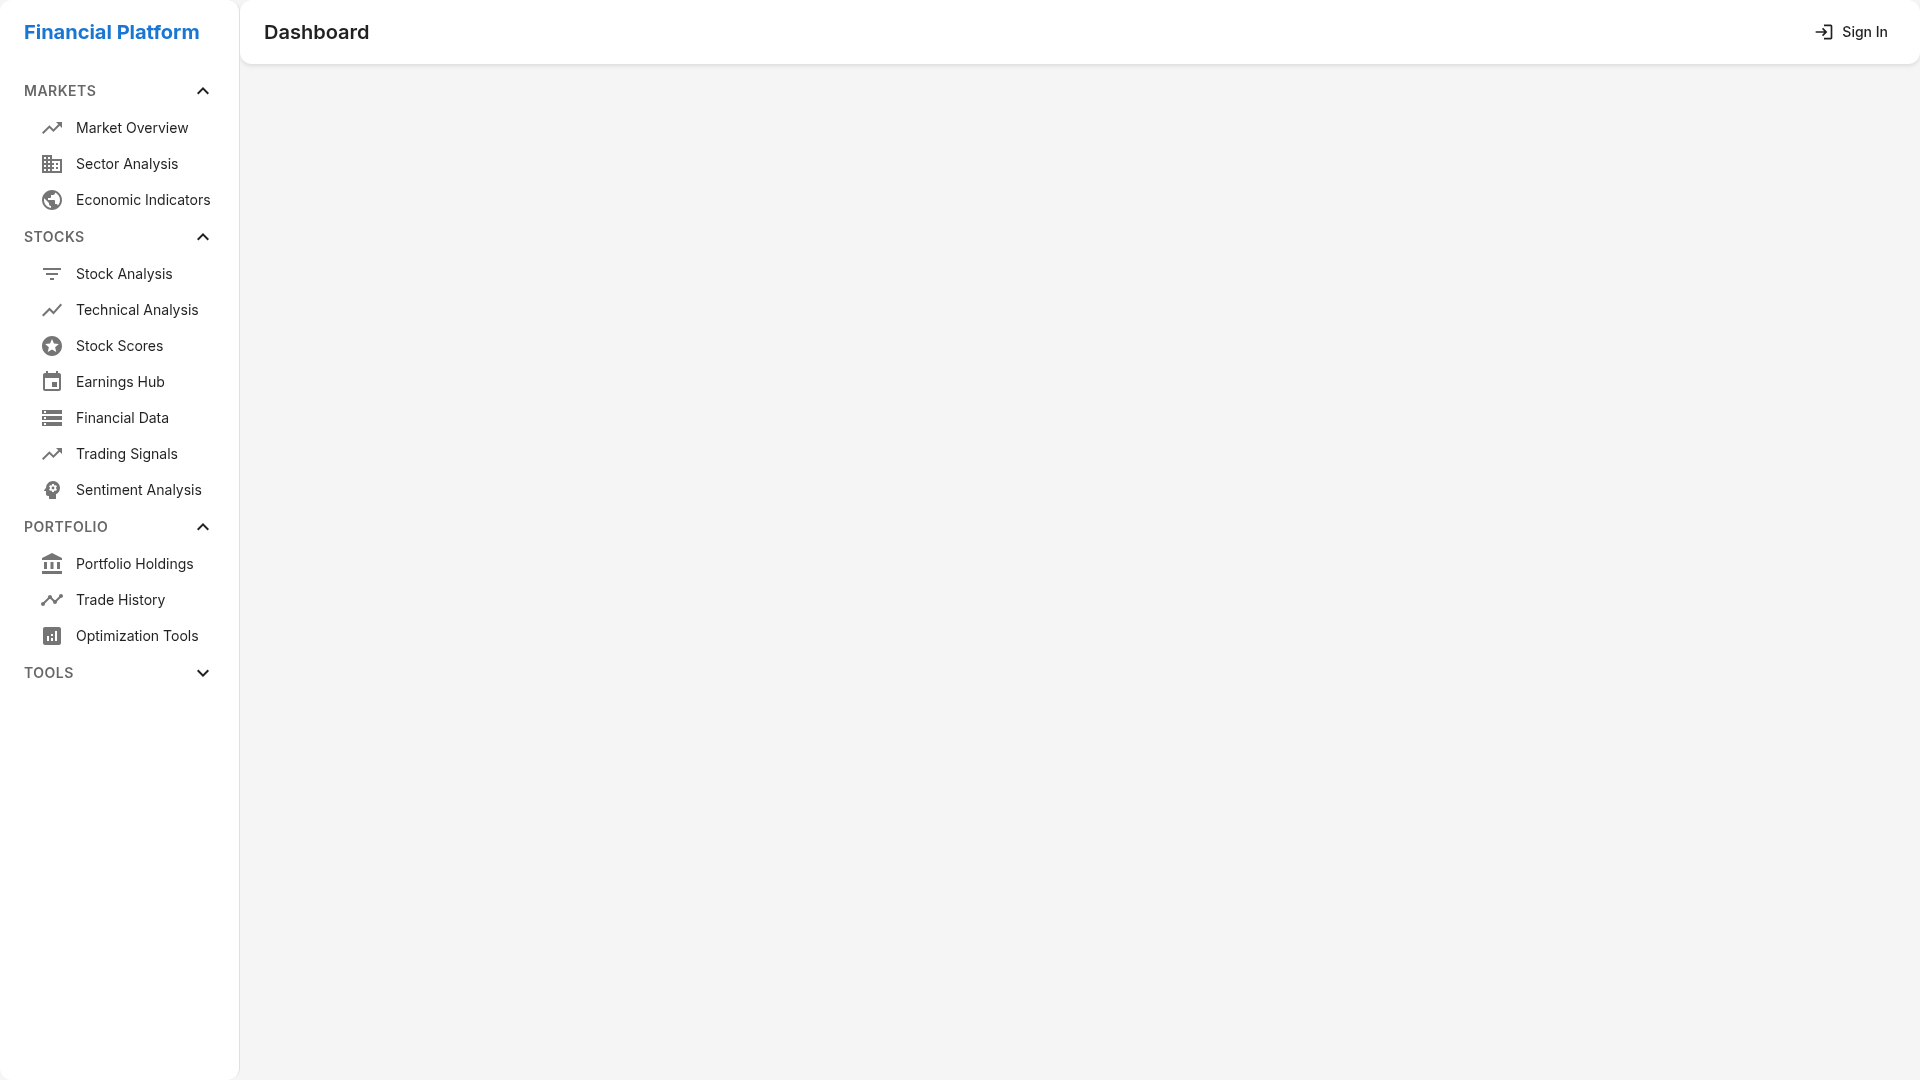 Financial Platform
Dashboard
Sign In
MARKETS
Market Overview
Sector Analysis
Economic Indicators
STOCKS
Stock Analysis
Technical Analysis
Stock Scores
Earnings Hub
Financial Data
Trading Signals
Sentiment Analysis
PORTFOLIO
Portfolio Holdings
Trade History
Optimization Tools
TOOLS